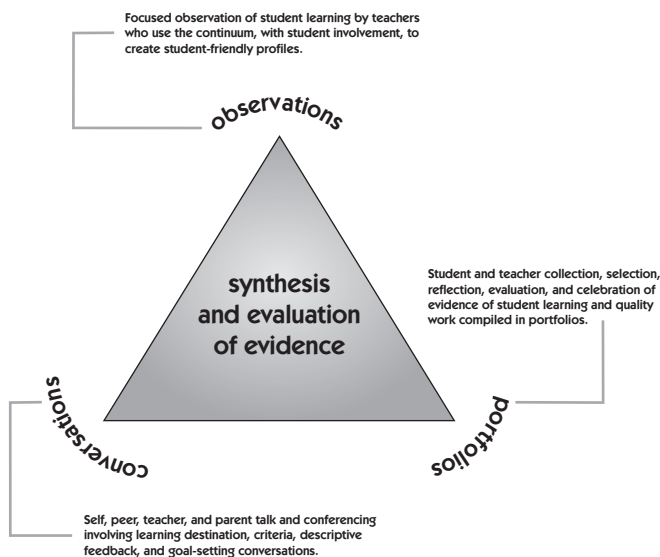 Focused observation of student learning by teachers
who use the continuum, with student involvement, to
create student-friendly profiles.
observations
synthesis
and evaluation
of evidence
Student and teacher collection, selection,
reflection, evaluation, and celebration of
evidence of student learning and quality
work compiled in portfolios.
conversations
portfolios
Self, peer, teacher, and parent talk and conferencing
involving learning destination, criteria, descriptive
feedback, and goal-setting conversations.